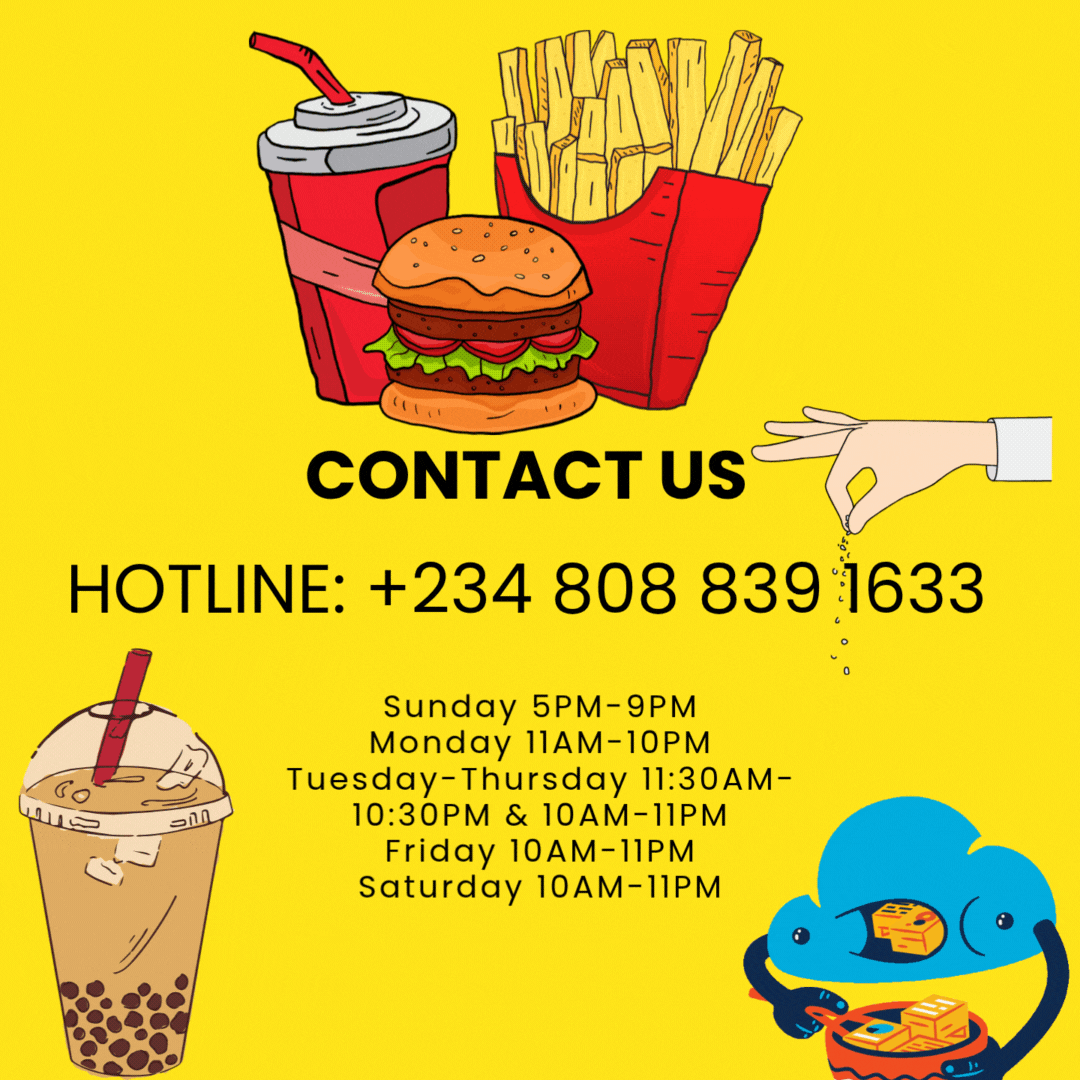 CONTACT US
HOTLINE: +234 808 839 1633
Sunday 5PM-9PM
Monday 11AM-10PM
Tuesday-Thursday 11:30AM-
10:30PM & 10AM-11PM
Friday 10AM-11PM
Saturday 10AM-11PM